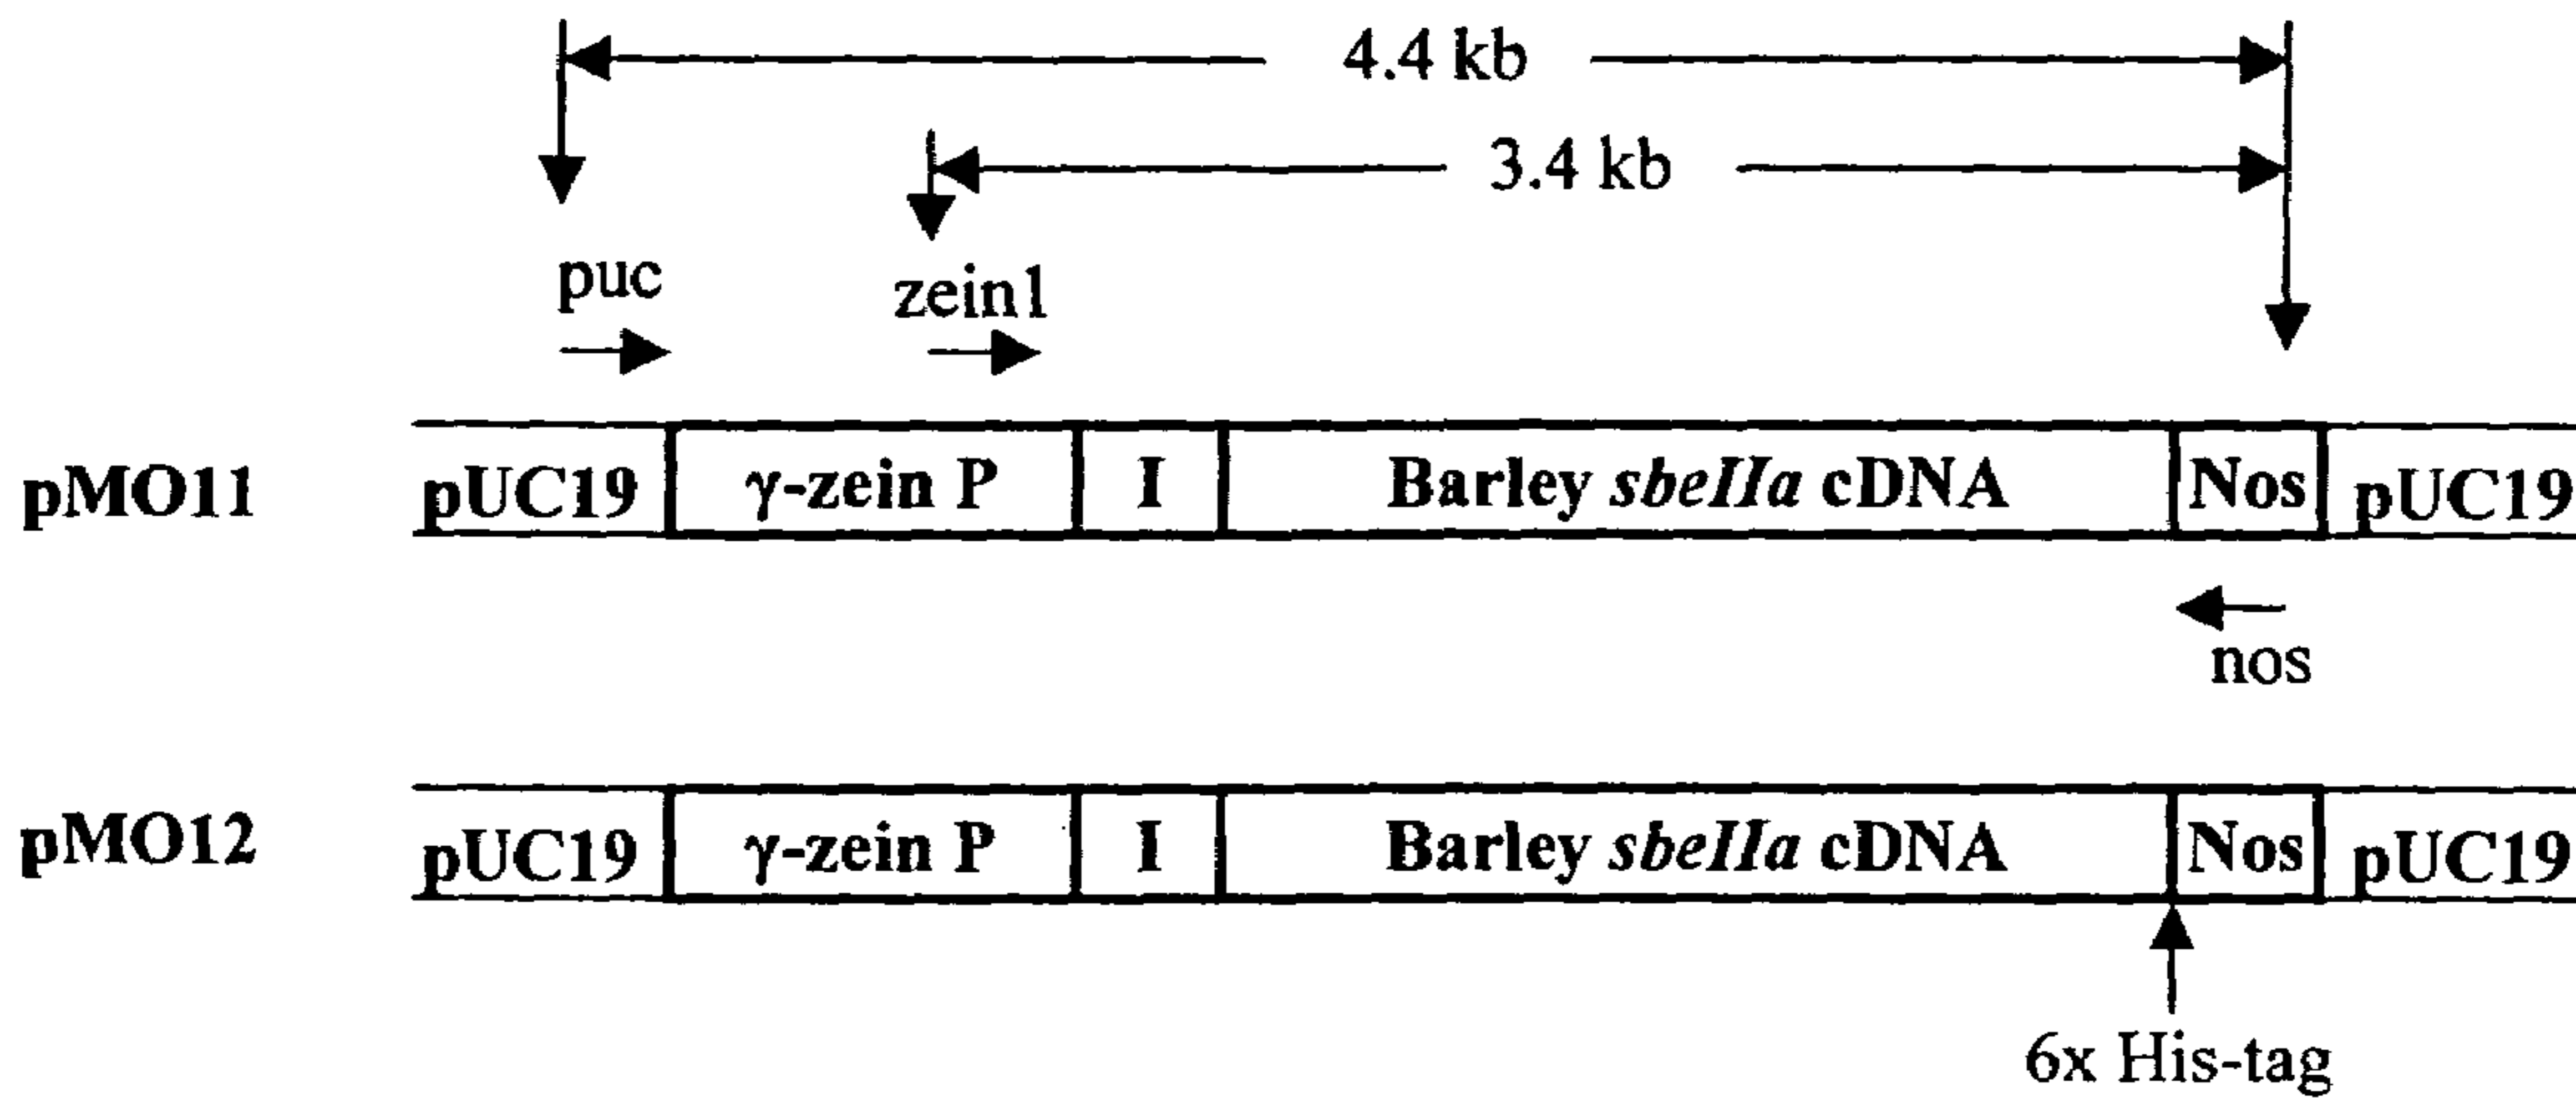 4.4 kb
3.4 kb
puc
zein1
pMO11 pUC19 γ-zein P I Barley sbeIIa cDNA Nos pUC19
nos
pMO12 pUC19 γ-zein P I Barley sbeIIa cDNA Nos pUC19
6x His-tag